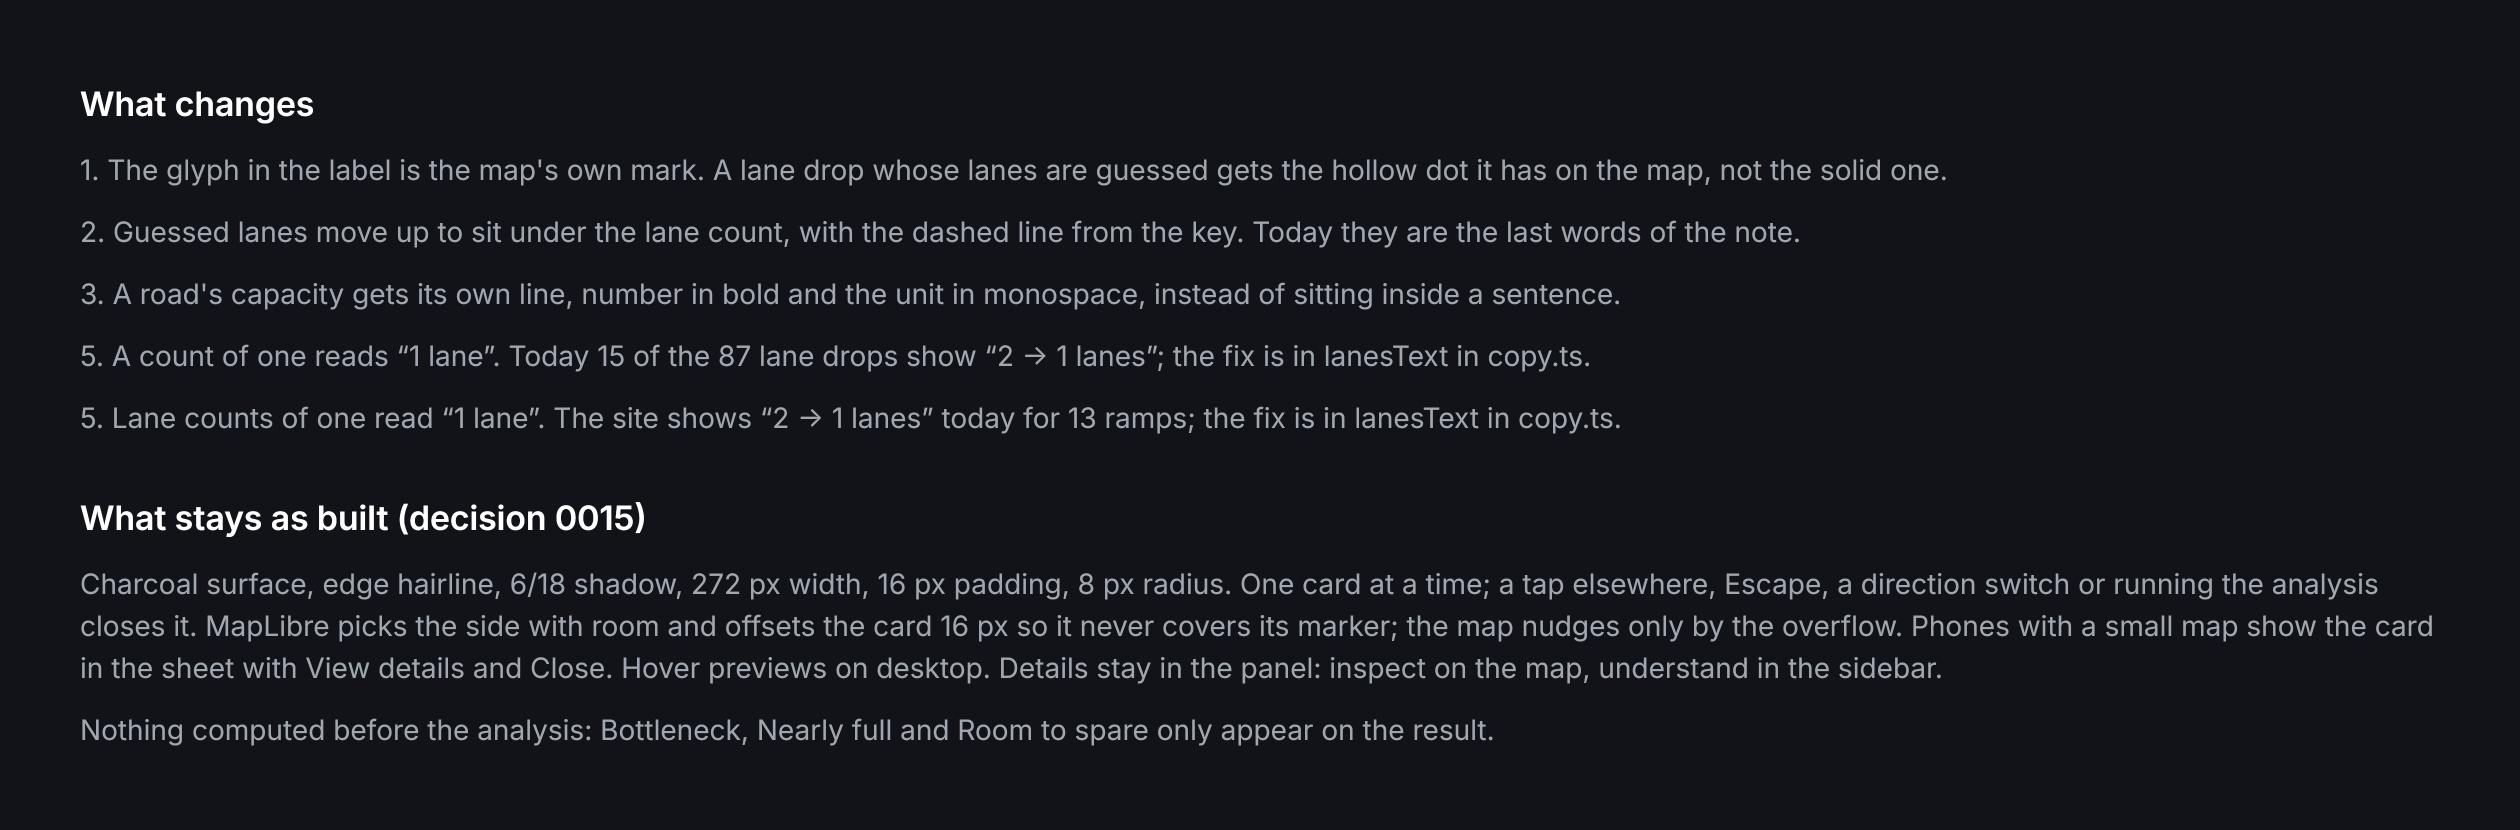 What changes
1. The glyph in the label is the map's own mark. A lane drop whose lanes are guessed gets the hollow dot it has on the map, not the solid one.
2. Guessed lanes move up to sit under the lane count, with the dashed line from the key. Today they are the last words of the note.
3. A road's capacity gets its own line, number in bold and the unit in monospace, instead of sitting inside a sentence.
5. A count of one reads “1 lane”. Today 15 of the 87 lane drops show “2 → 1 lanes”; the fix is in lanesText in copy.ts.
5. Lane counts of one read “1 lane”. The site shows “2 → 1 lanes” today for 13 ramps; the fix is in lanesText in copy.ts.
What stays as built (decision 0015)
Charcoal surface, edge hairline, 6/18 shadow, 272 px width, 16 px padding, 8 px radius. One card at a time; a tap elsewhere, Escape, a direction switch or running the analysis
closes it. MapLibre picks the side with room and offsets the card 16 px so it never covers its marker; the map nudges only by the overflow. Phones with a small map show the card
in the sheet with View details and Close. Hover previews on desktop. Details stay in the panel: inspect on the map, understand in the sidebar.
Nothing computed before the analysis: Bottleneck, Nearly full and Room to spare only appear on the result.